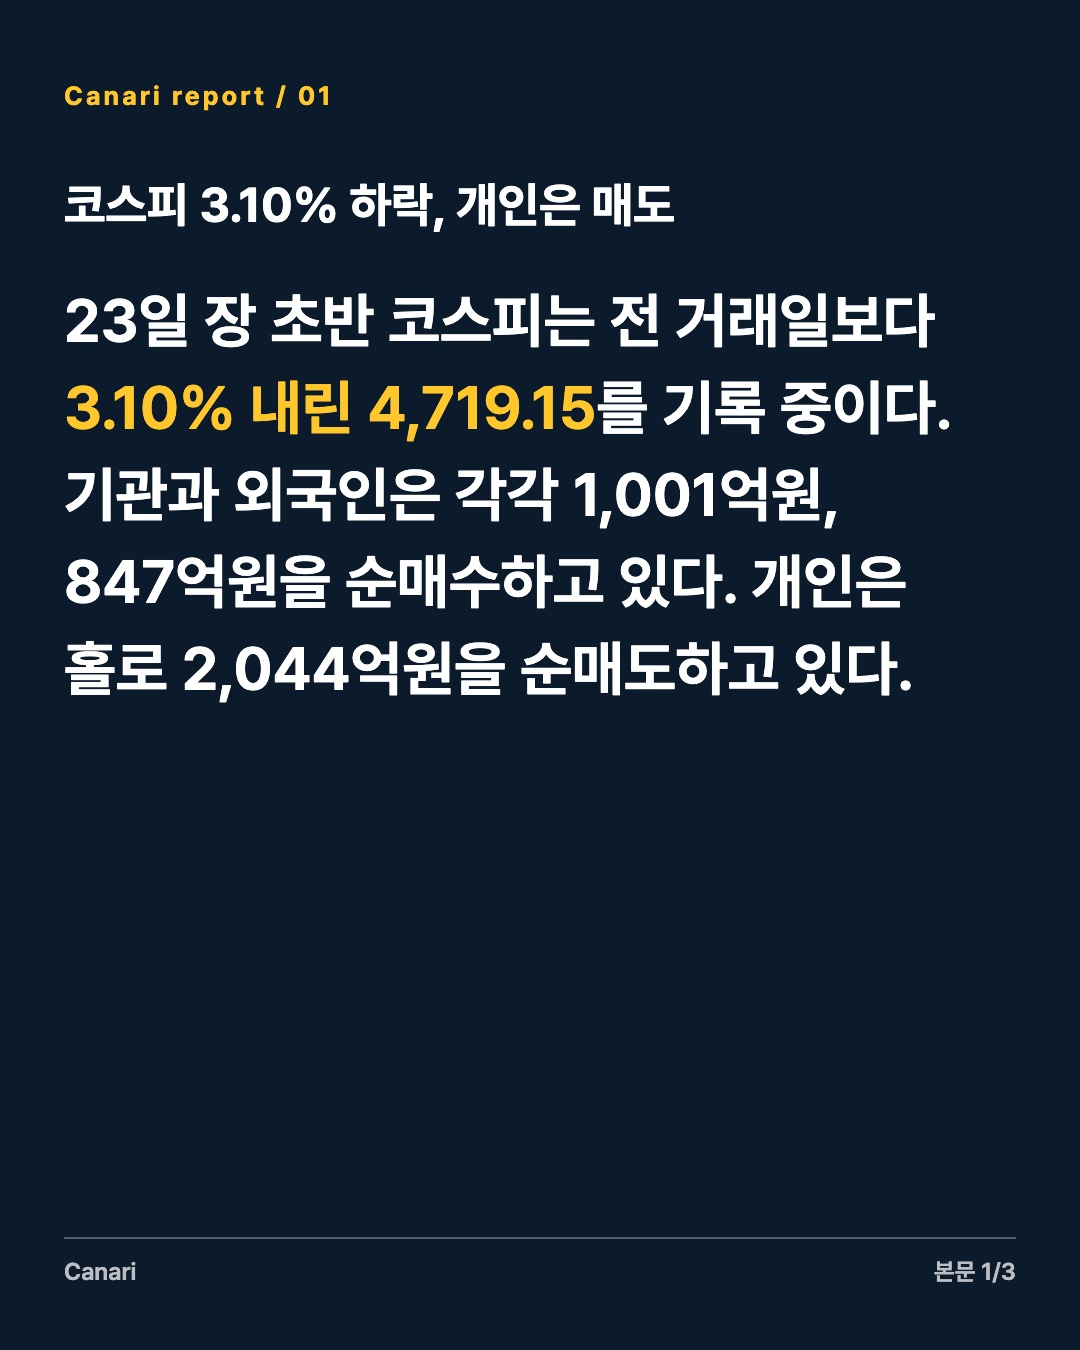 Canari report / 01
코스피 3.10% 하락, 개인은 매도
23일 장 초반 코스피는 전 거래일보다
3.10% 내린 4,719.15를 기록 중이다.
기관과 외국인은 각각 1,001억원,
847억원을 순매수하고 있다. 개인은
홀로 2,044억원을 순매도하고 있다.
Canari
본문 1/3